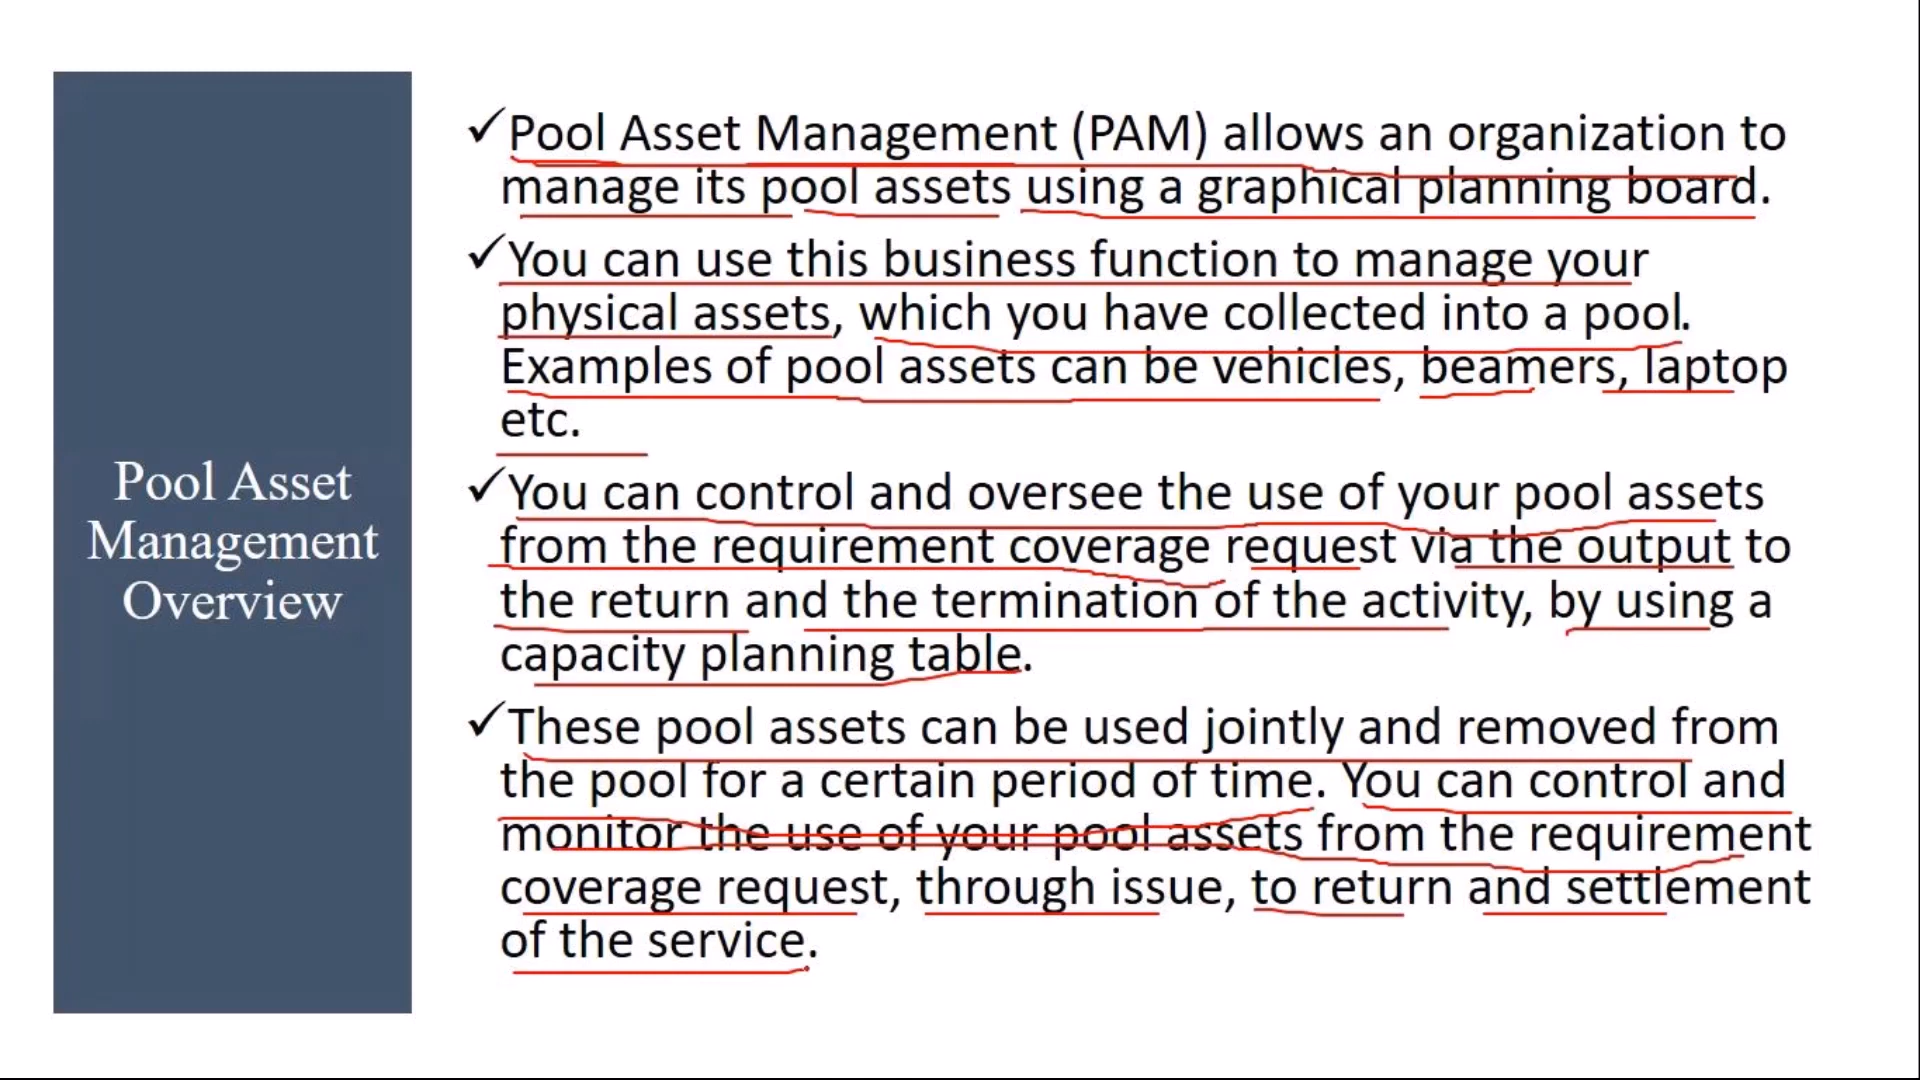 Pool Asset
Management
Overview
✓Pool Asset Management (PAM) allows an organization to
manage its pool assets using a graphical planning board.
✓You can use this business function to manage your
physical assets, which you have collected into a pool.
Examples of pool assets can be vehicles, beamers, laptop
etc.
✓You can control and oversee the use of your pool assets
from the requirement coverage request via the output to
the return and the termination of the activity, by using a
capacity planning table.
✓These pool assets can be used jointly and removed from
the pool for a certain period of time. You can control and
monitor the use of your pool assets from the requirement
coverage request, through issue, to return and settlement
of the service.